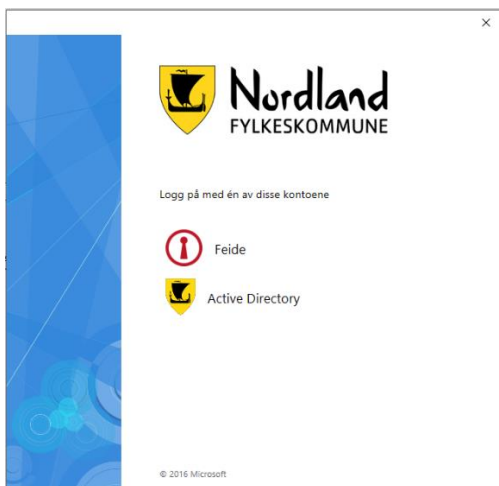 Nordland
FYLKESKOMMUNE
Logg på med én av disse kontoene
Feide
Active Directory
© 2016 Microsoft